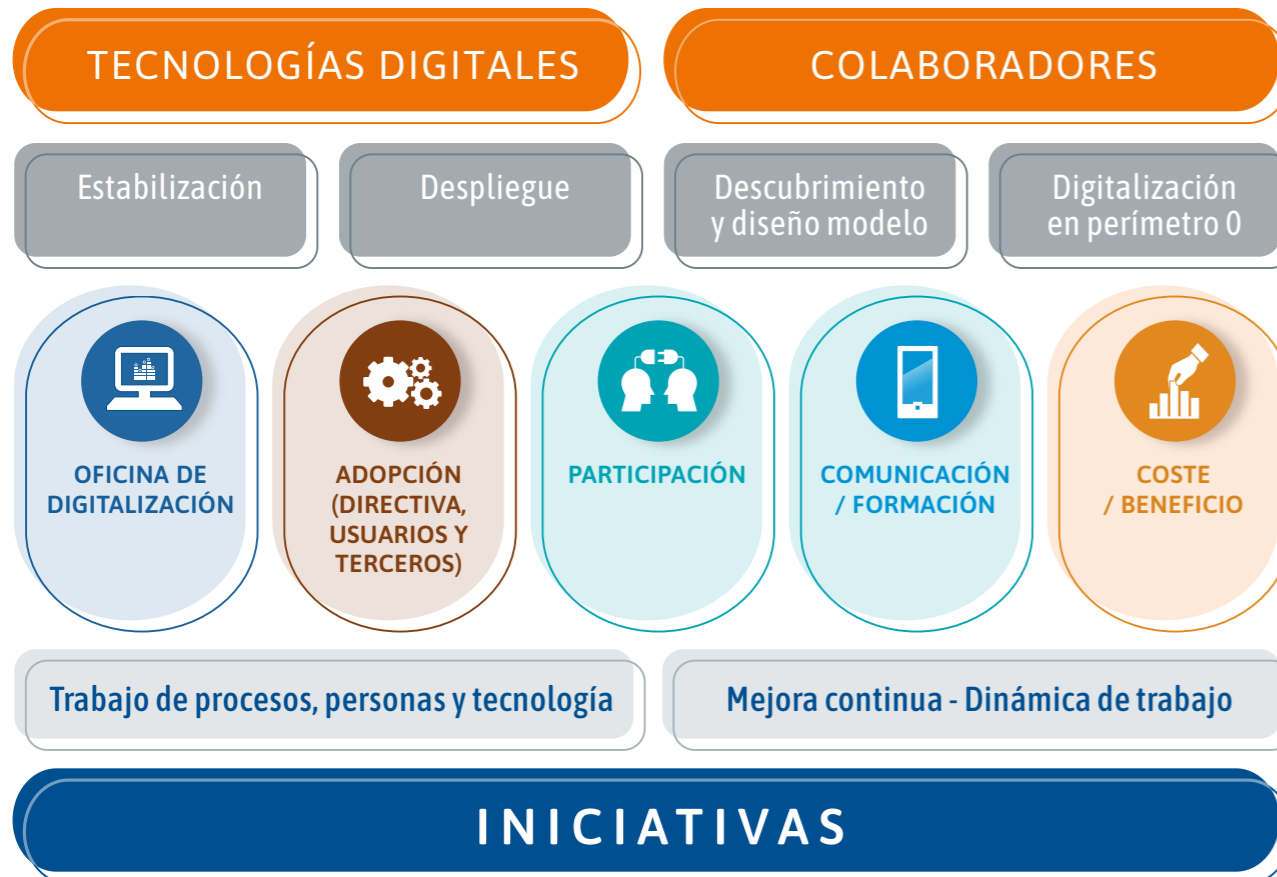 TECNOLOGÍAS DIGITALES
COLABORADORES
Estabilización
Despliegue
Descubrimiento
y diseño modelo
Digitalización
en perímetro 0
OFICINA DE
DIGITALIZACIÓN
ADOPCIÓN
(DIRECTIVA,
USUARIOS Y
TERCEROS)
PARTICIPACIÓN
COMUNICACIÓN
/ FORMACIÓN
COSTE
/ BENEFICIO
Trabajo de procesos, personas y tecnología
Mejora continua - Dinámica de trabajo
INICIATIVAS